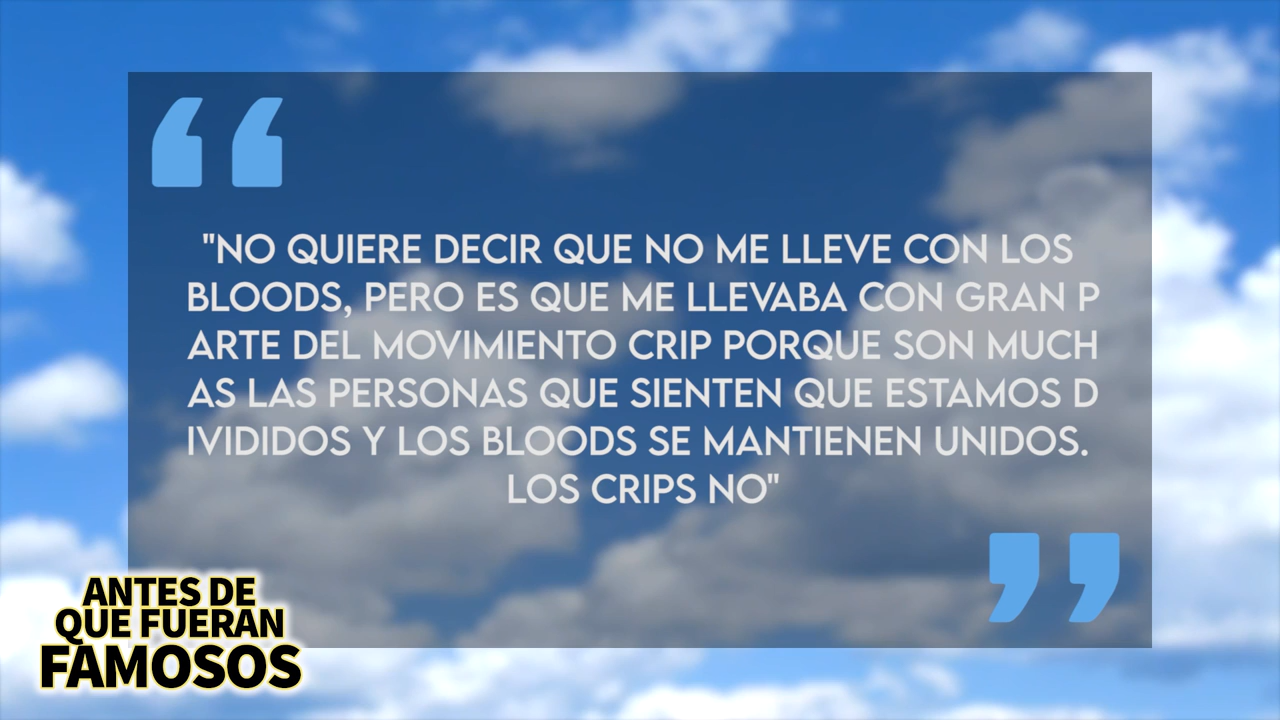 "NO QUIERE DECIR QUE NO ME LLEVE CON LOS
BLOODS, PERO ES QUE ME LLEVABA CON GRAN P
ARTE DEL MOVIMIENTO CRIP PORQUE SON MUCH
AS LAS PERSONAS QUE SIENTEN QUE ESTAMOS D
IVIDIDOS Y LOS BLOODS SE MANTIENEN UNIDOS.
LOS CRIPS NO"
ANTES DE
QUE FUERAN
FAMOSOS